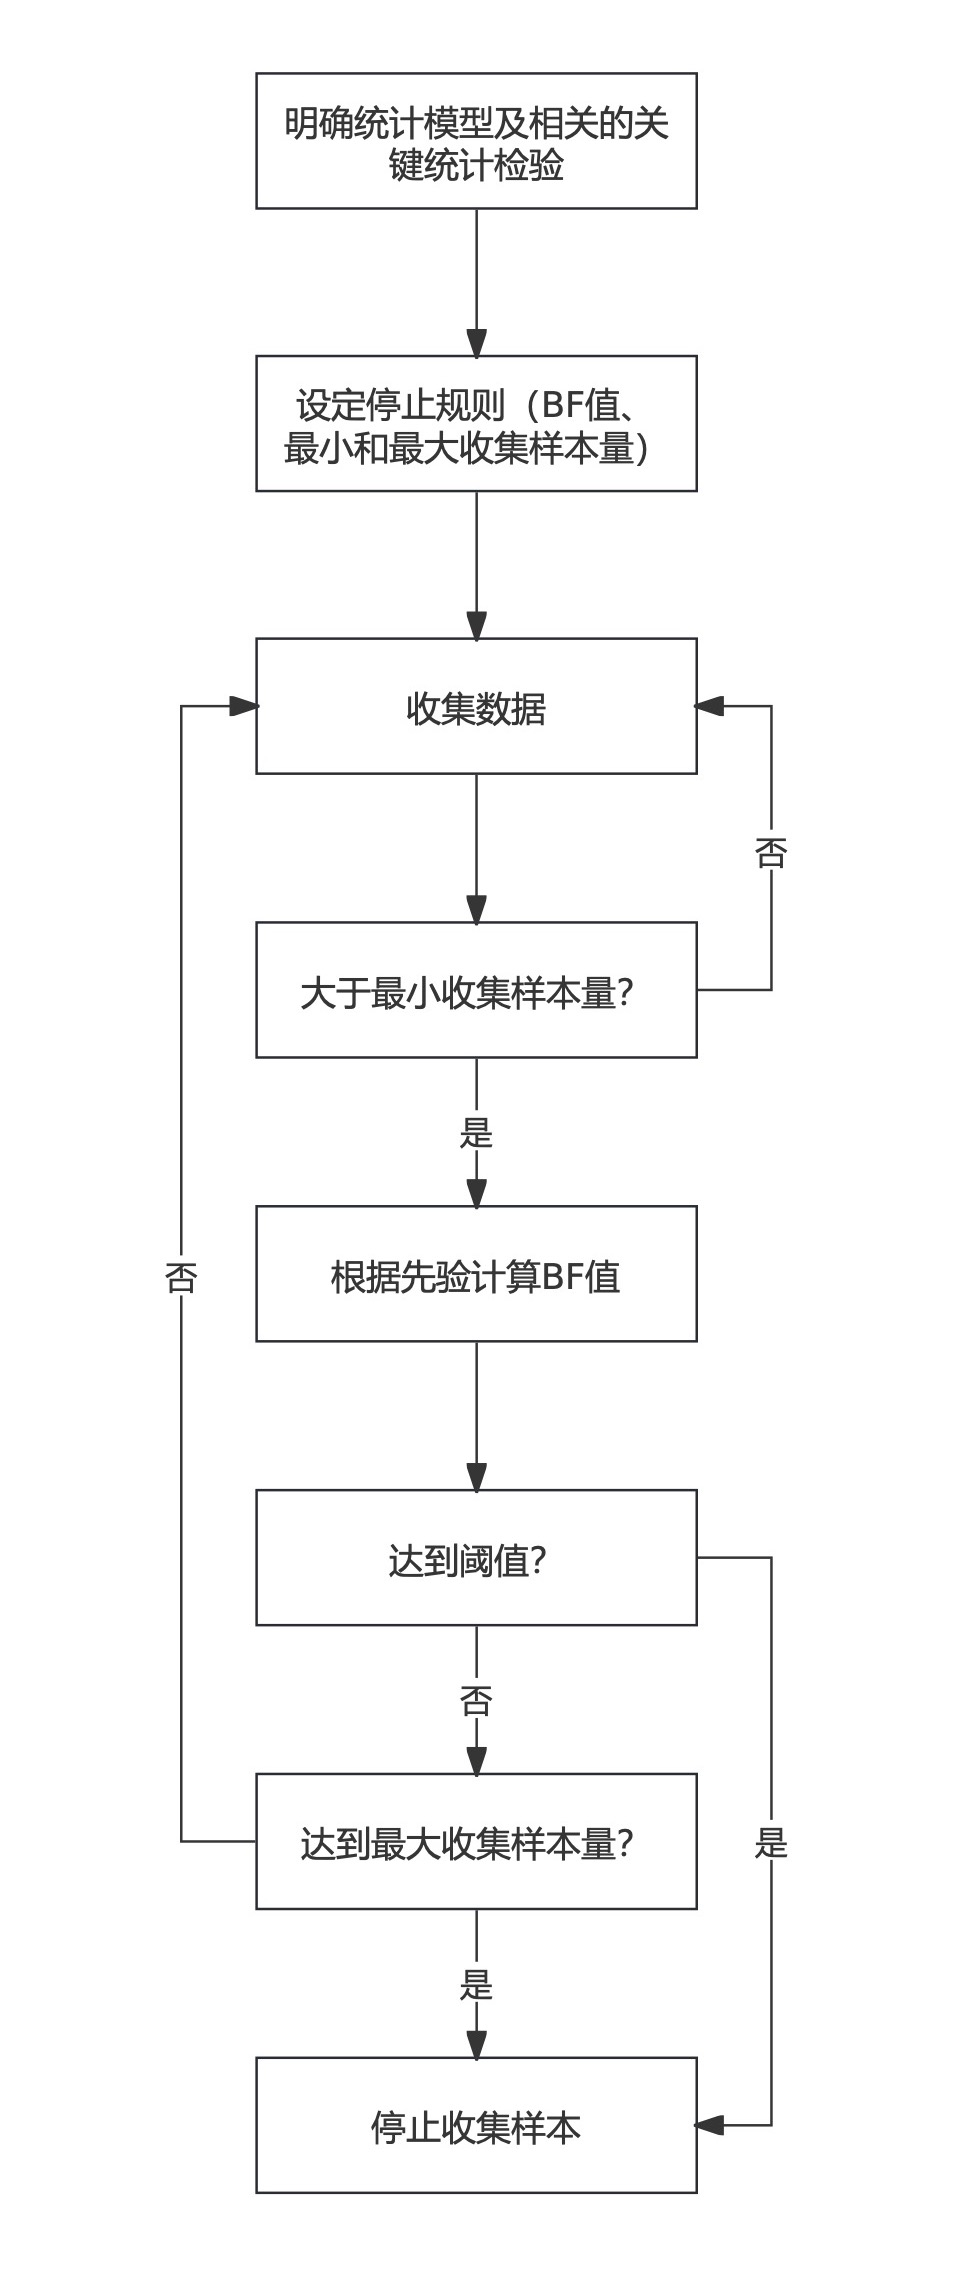 明确统计模型及相关的关
键统计检验
设定停止规则（BF值、
最小和最大收集样本量）
收集数据
否
大于最小收集样本量？
是
根据先验计算BF值
否
达到阈值？
否
达到最大收集样本量？
是
是
停止收集样本